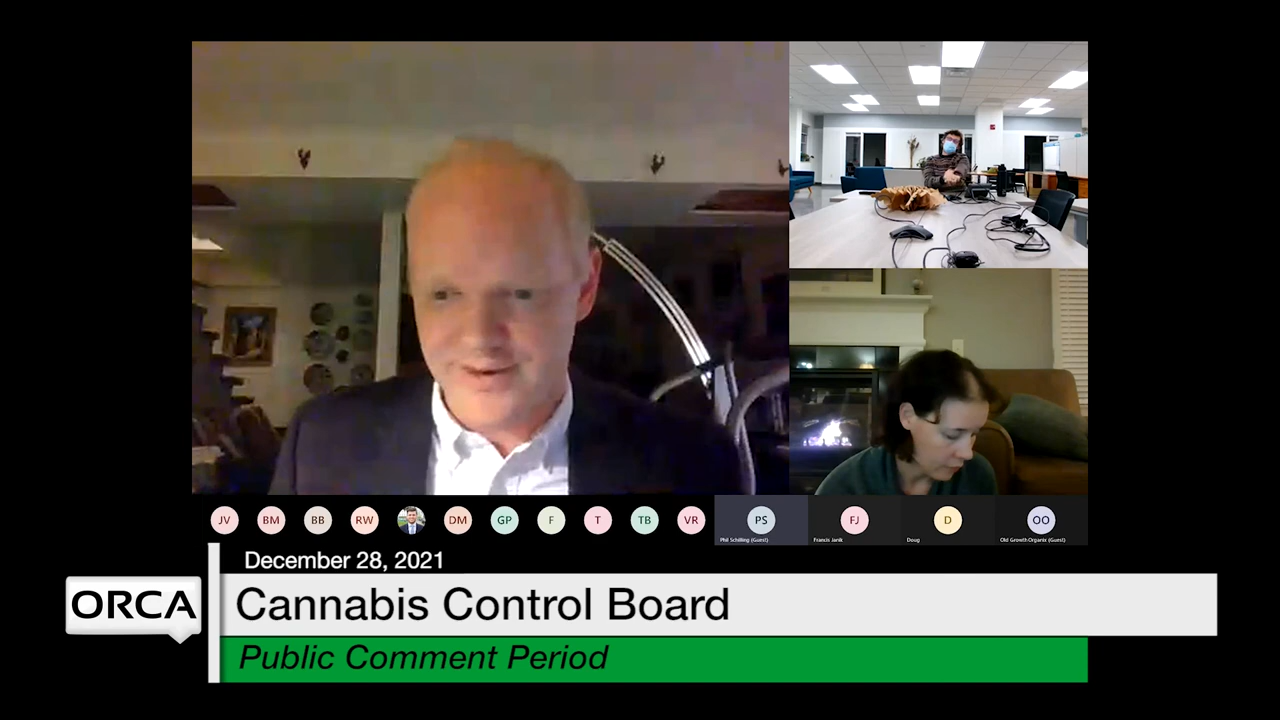 JV BM BB RW DM GP F T TB VR PS FJ D OO
Phil Schilling (Guest) Francis Janik Doug Old Growth Organix (Guest)
December 28, 2021
ORCA
Cannabis Control Board
Public Comment Period